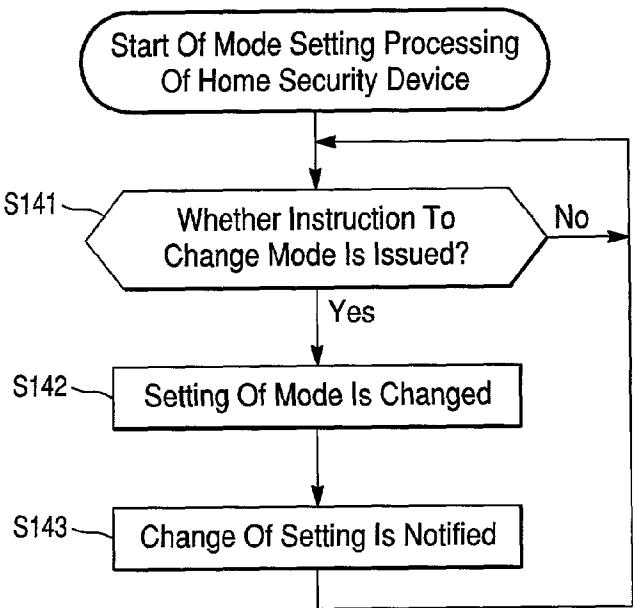 Start Of Mode Setting Processing
Of Home Security Device
S141
Whether Instruction To
Change Mode Is Issued?
No
Yes
S142
Setting Of Mode Is Changed
S143
Change Of Setting Is Notified